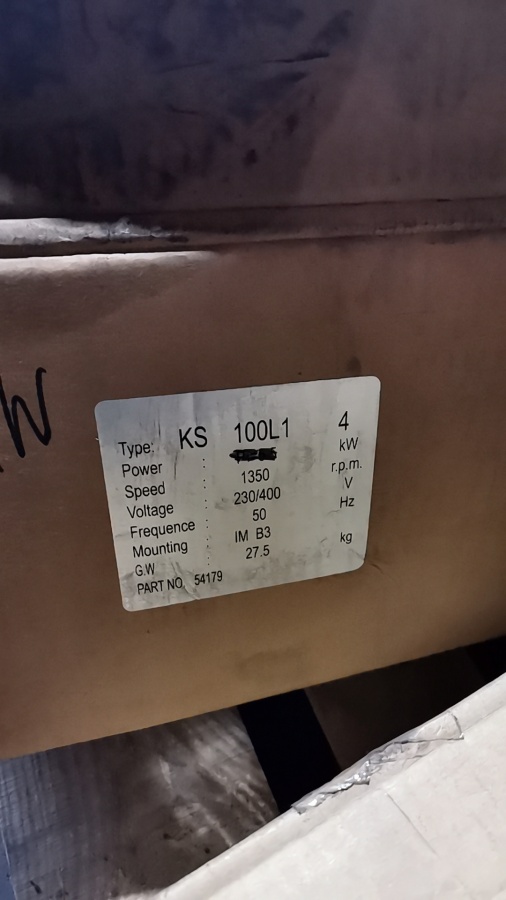 W
Type: KS 100L1 4
Power : kW
Speed : 1350 r.p.m.
Voltage : 230/400 V
Frequence : 50 Hz
Mounting : IM B3
G.W 27.5 kg
PART NO. 54179